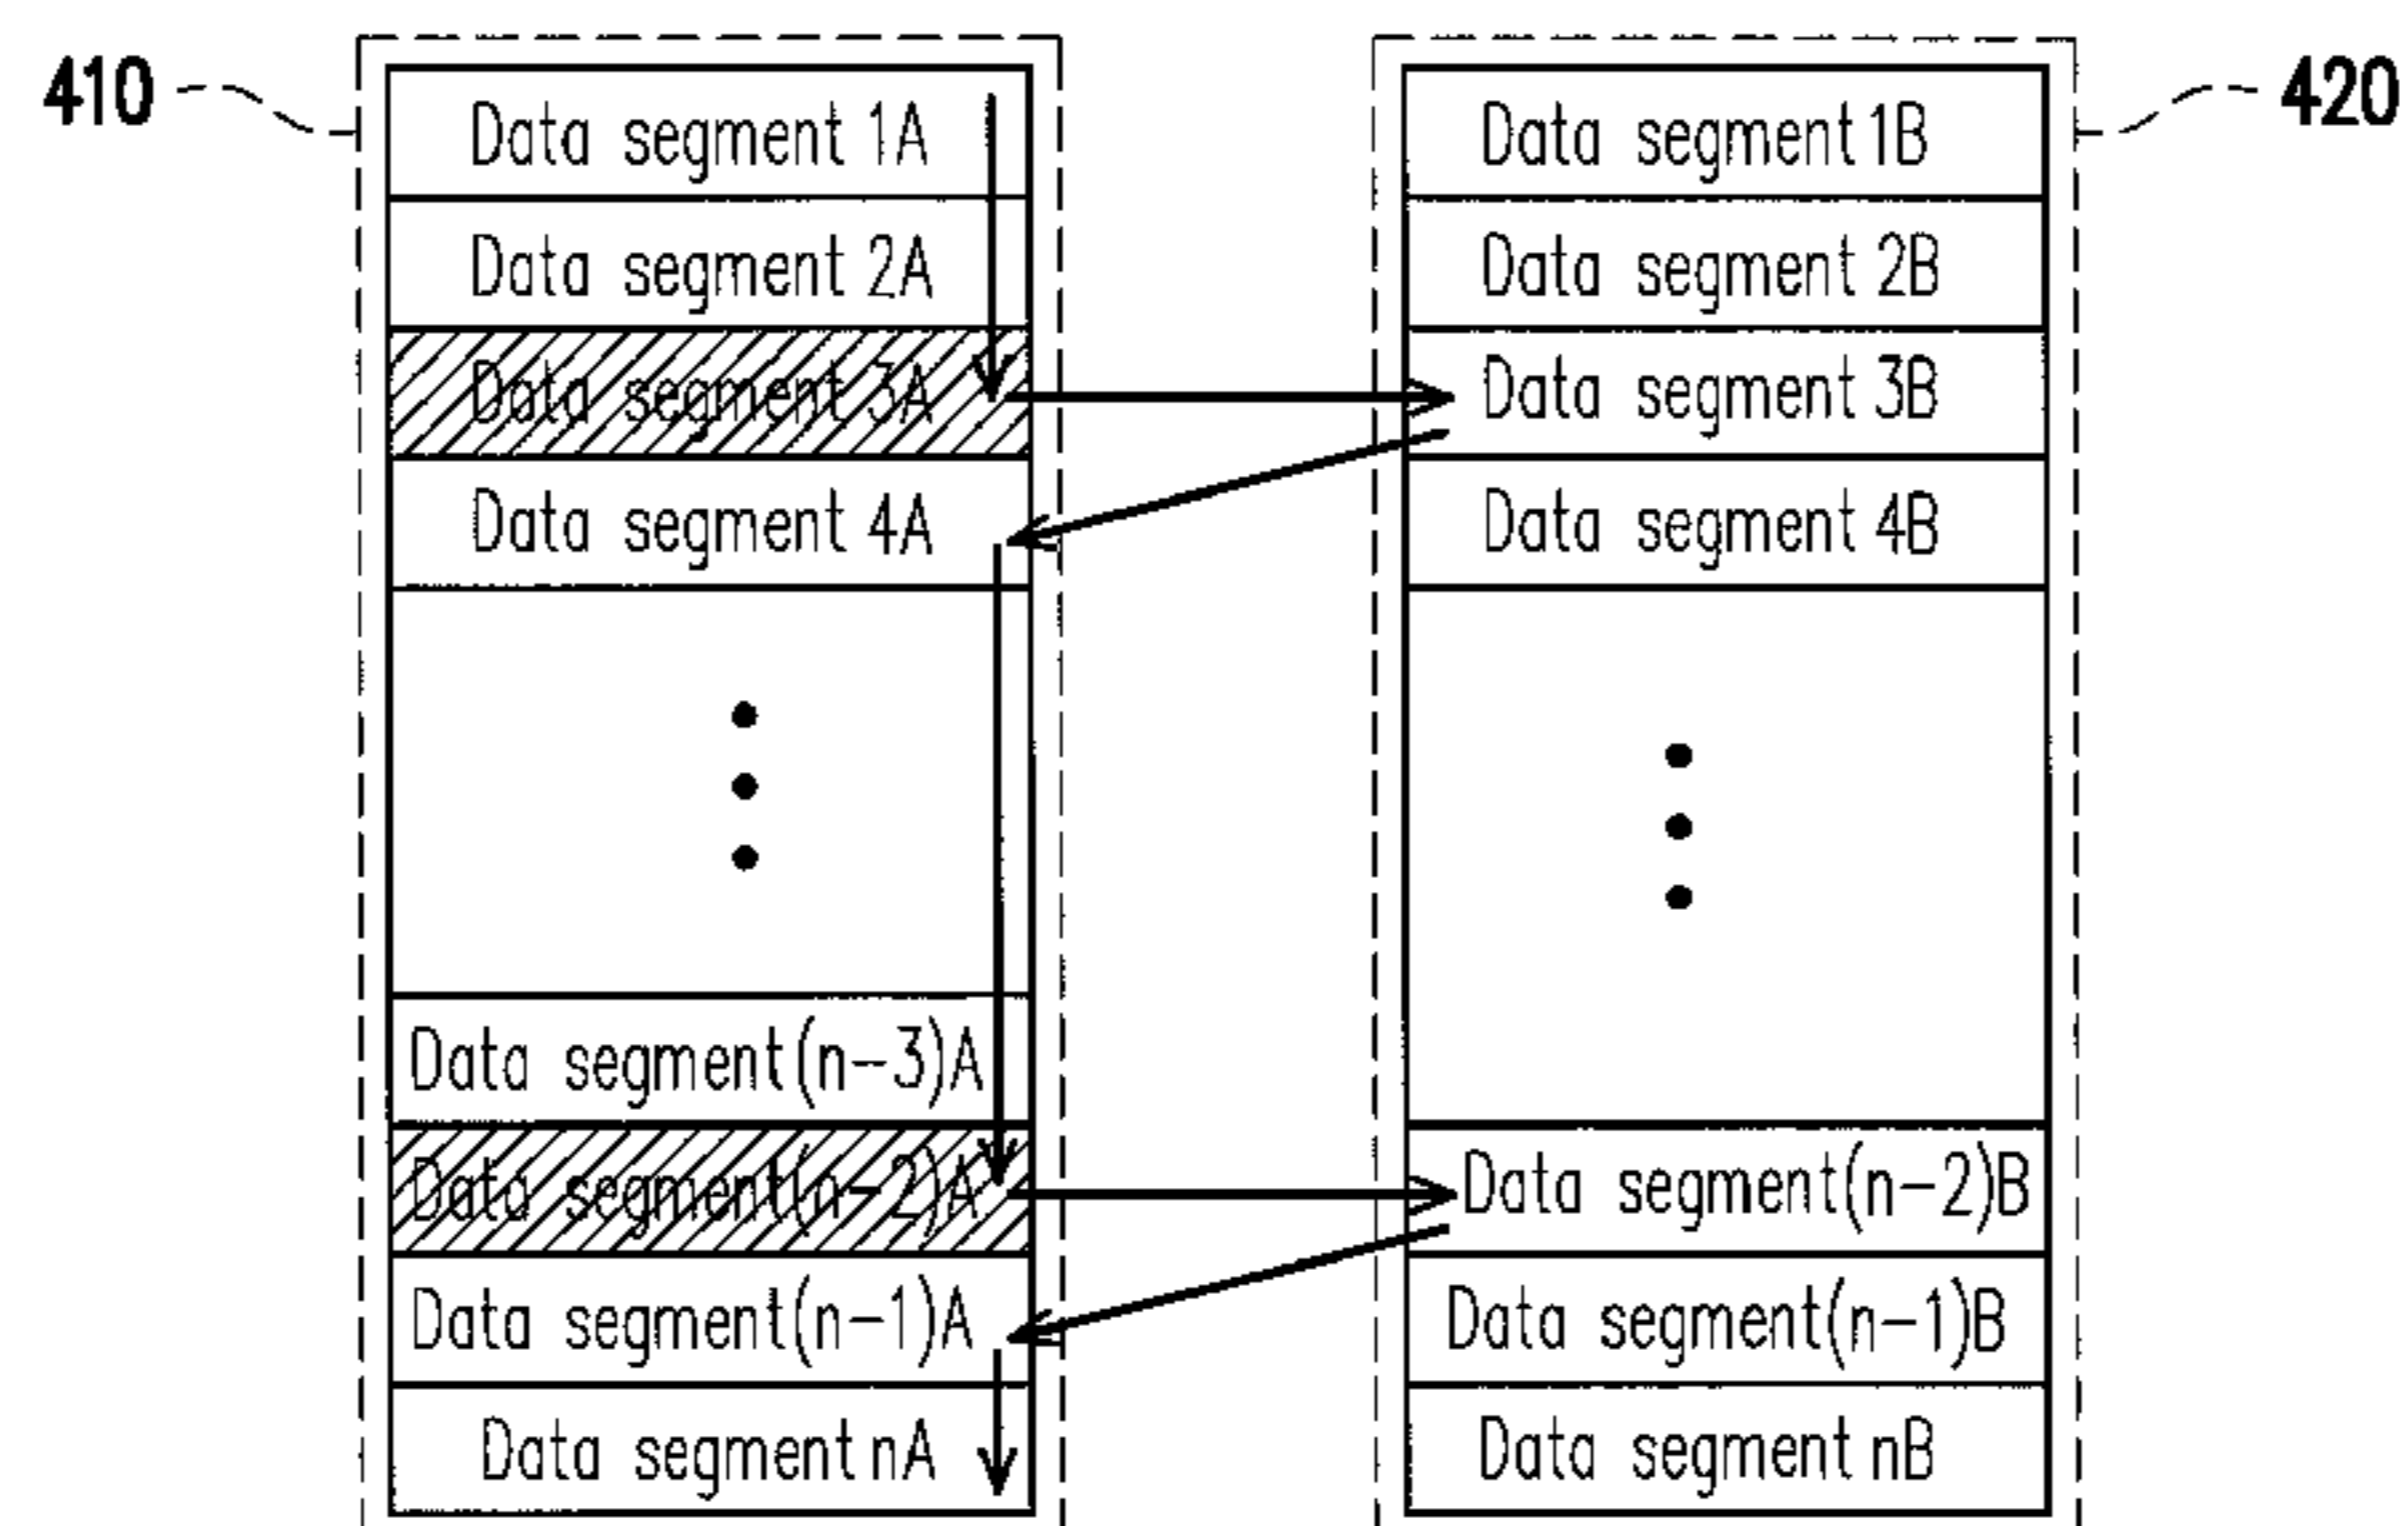 410
Data segment 1A
Data segment 2A
Data segment 3A
Data segment 4A
Data segment(n-3)A
Data segment(n-2)A
Data segment(n-1)A
Data segment nA
420
Data segment 1B
Data segment 2B
Data segment 3B
Data segment 4B
Data segment(n-2)B
Data segment(n-1)B
Data segment nB